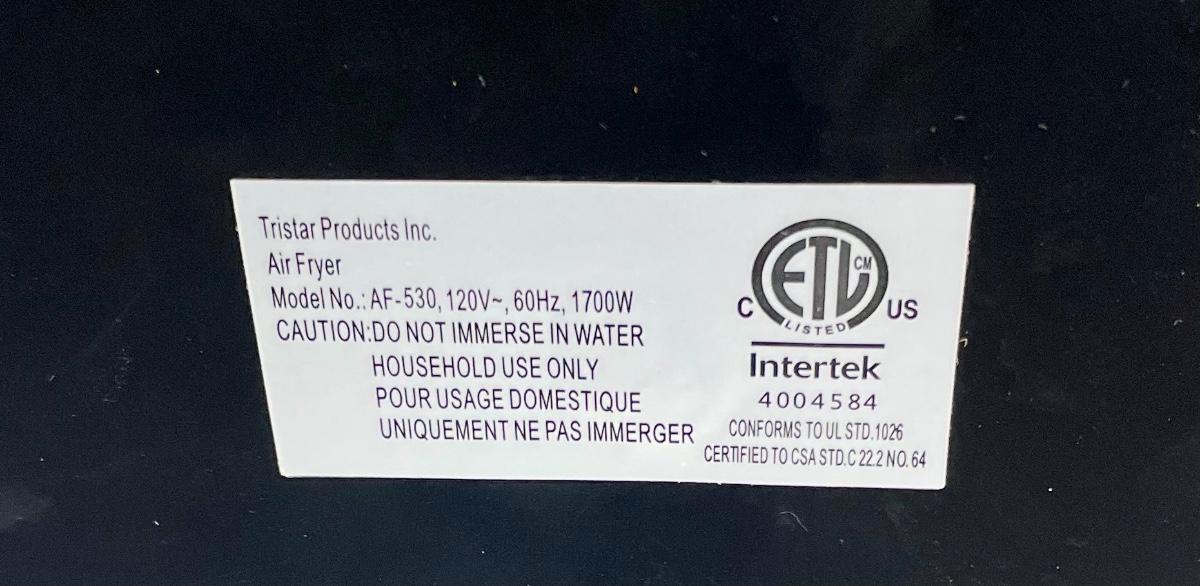 Tristar Products Inc.
Air Fryer
Model No.: AF-530, 120V~, 60Hz, 1700W
CAUTION:DO NOT IMMERSE IN WATER
HOUSEHOLD USE ONLY
POUR USAGE DOMESTIQUE
UNIQUEMENT NE PAS IMMERGER
ETL CM
C US
LISTED
Intertek
4004584
CONFORMS TO UL STD.1026
CERTIFIED TO CSA STD.C 22.2 NO. 64